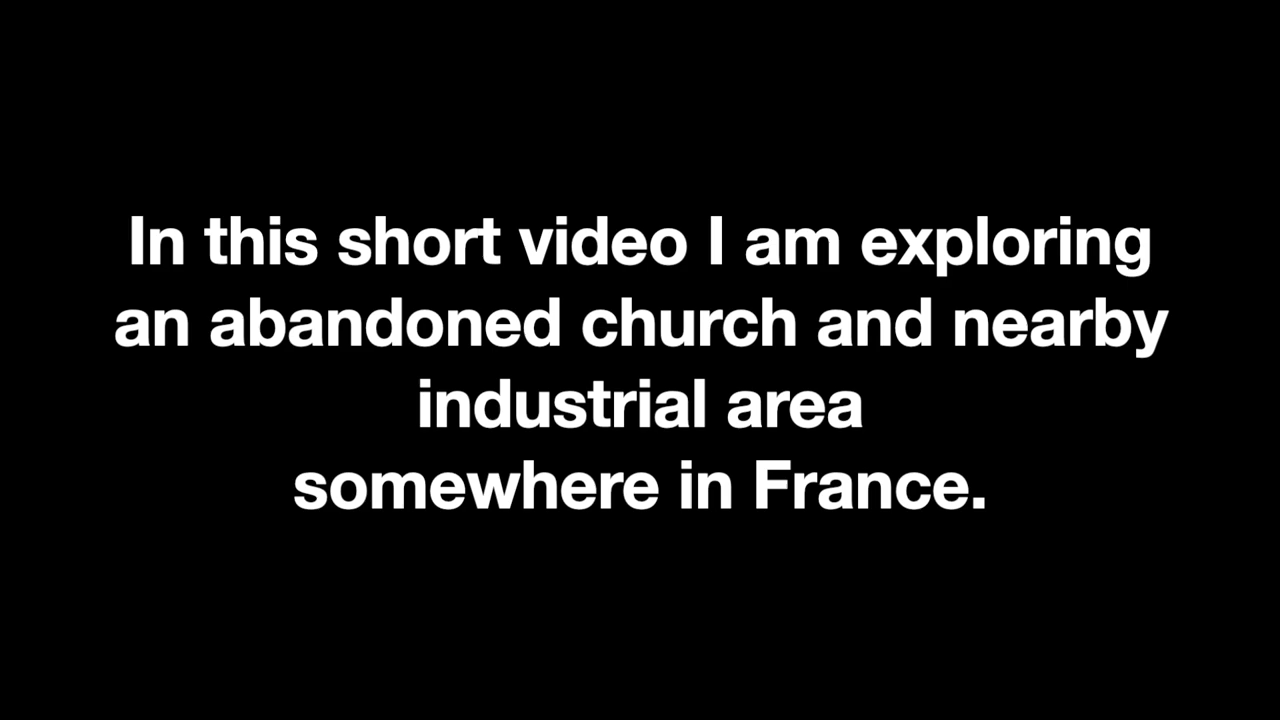 In this short video I am exploring
an abandoned church and nearby
industrial area
somewhere in France.